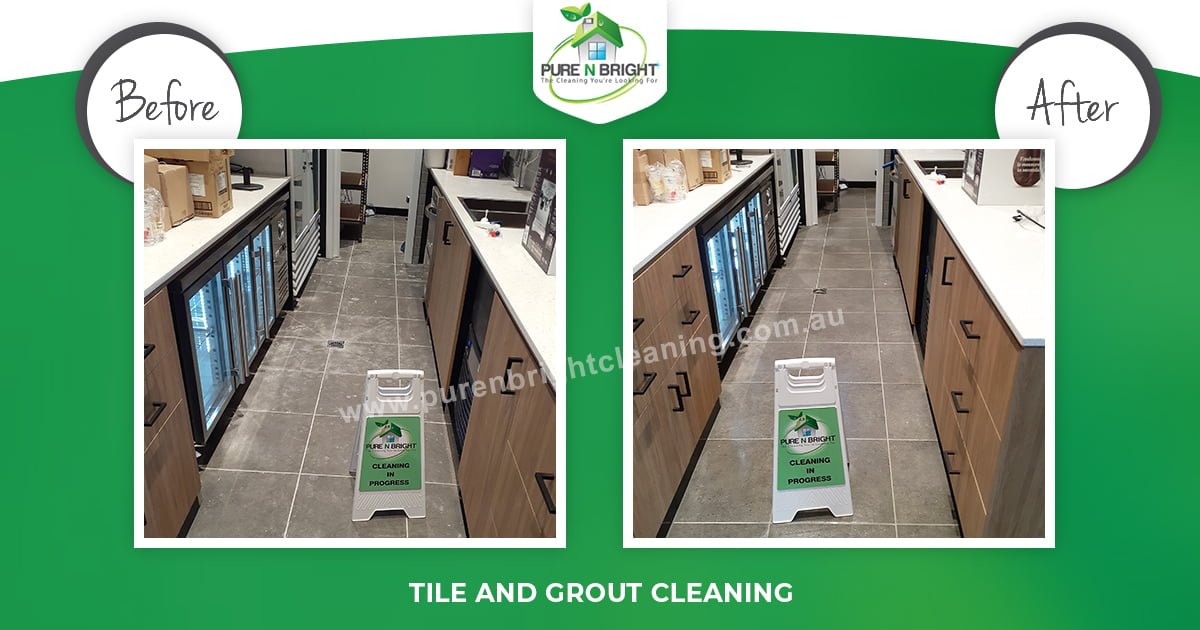 PURE N BRIGHT
The Cleaning You're Looking For
Before
After
www.purenbrightcleaning.com.au
PURE N BRIGHT
CLEANING
IN
PROGRESS
PURE N BRIGHT
CLEANING
IN
PROGRESS
TILE AND GROUT CLEANING